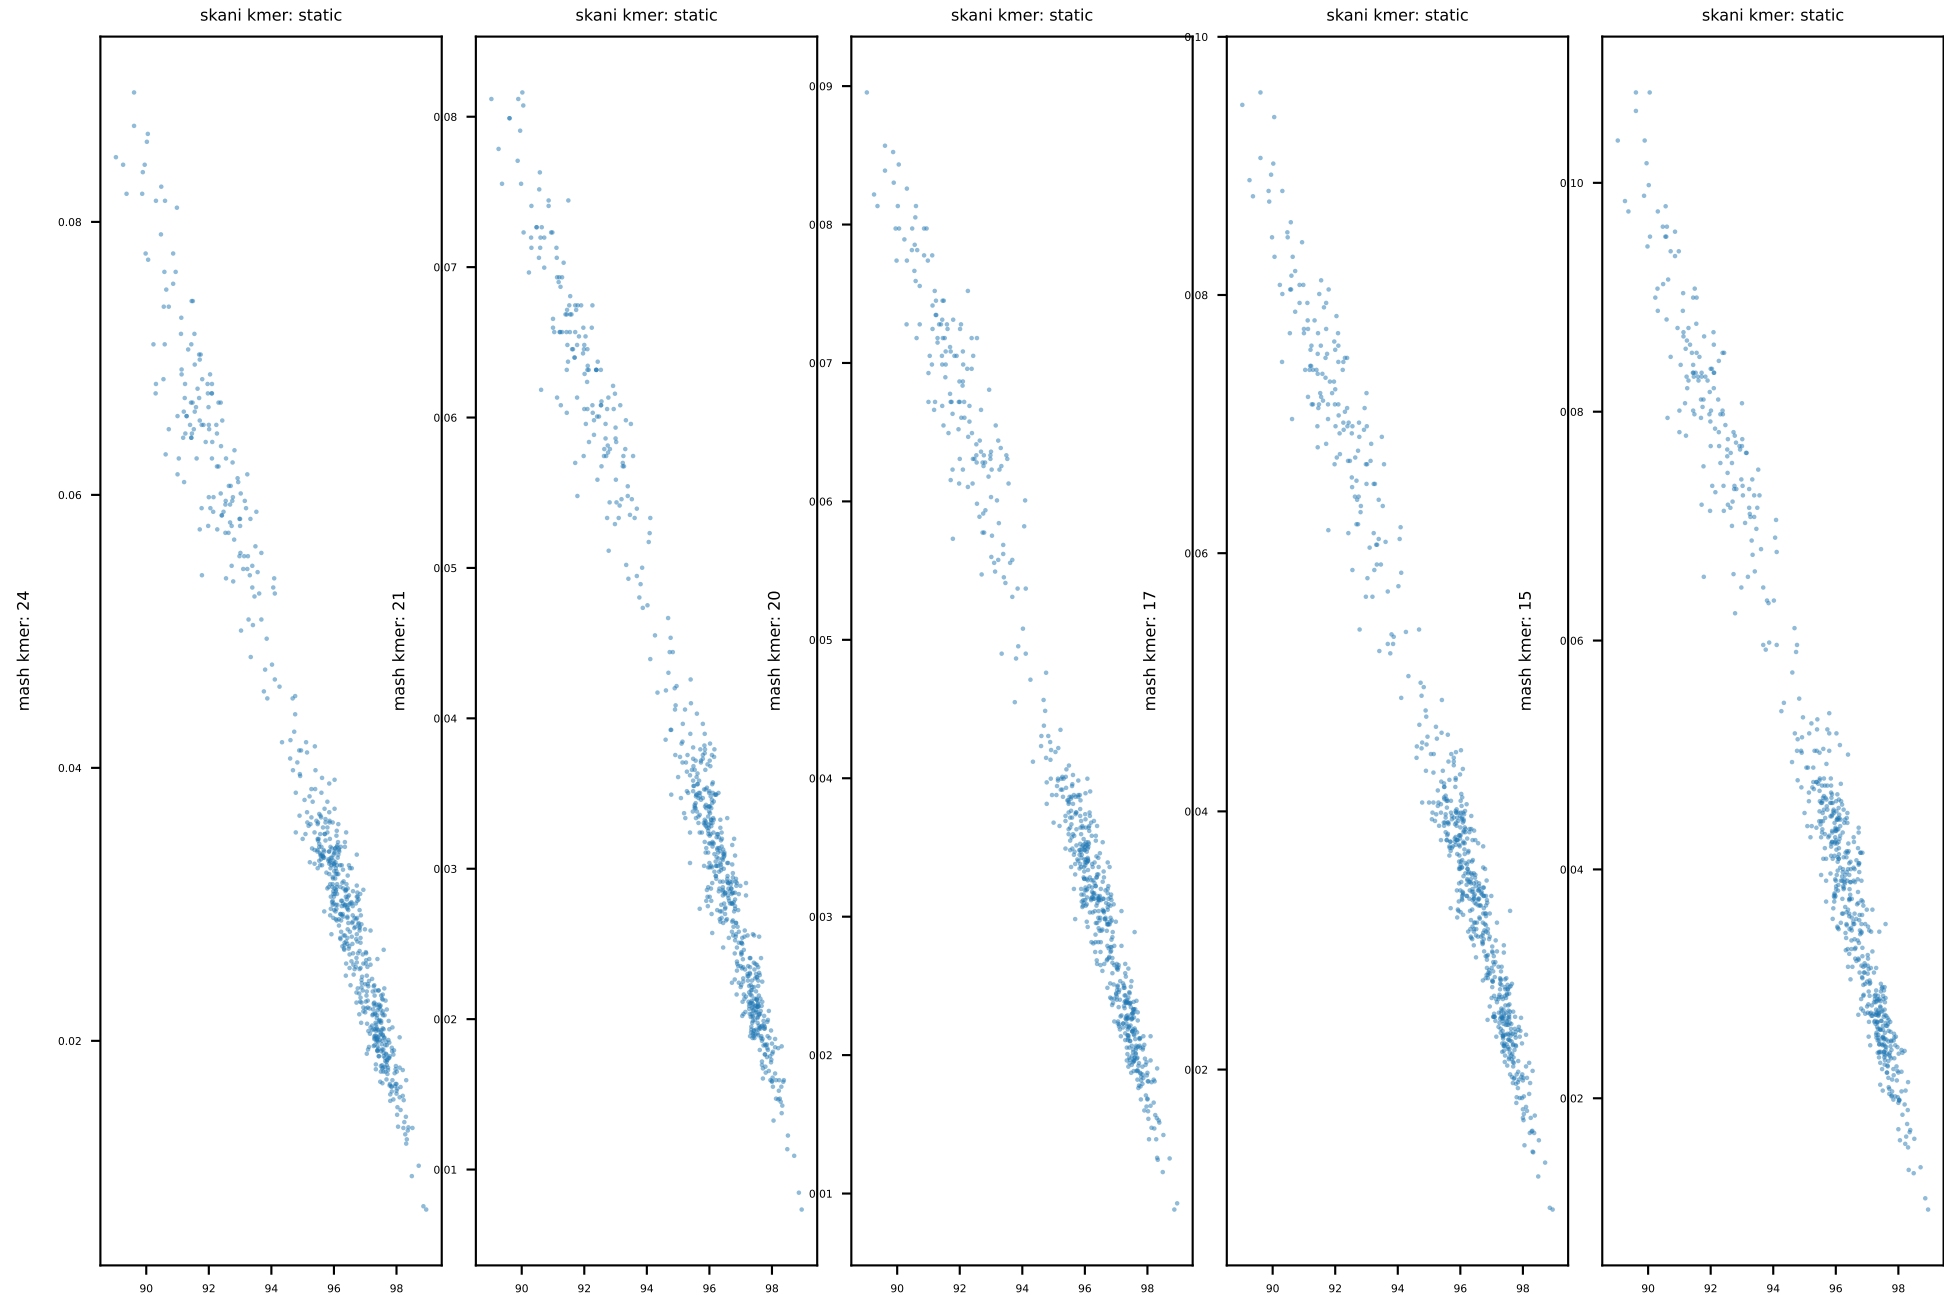 skani kmer: static
skani kmer: static
skani kmer: static
skani kmer: static
skani kmer: static
mash kmer: 24
0.08
0.06
0.04
0.02
90 92 94 96 98
mash kmer: 21
0.08
0.07
0.06
0.05
0.04
0.03
0.02
0.01
90 92 94 96 98
mash kmer: 20
0.09
0.08
0.07
0.06
0.05
0.04
0.03
0.02
0.01
90 92 94 96 98
mash kmer: 17
0.10
0.08
0.06
0.04
0.02
90 92 94 96 98
mash kmer: 15
0.10
0.08
0.06
0.04
0.02
90 92 94 96 98